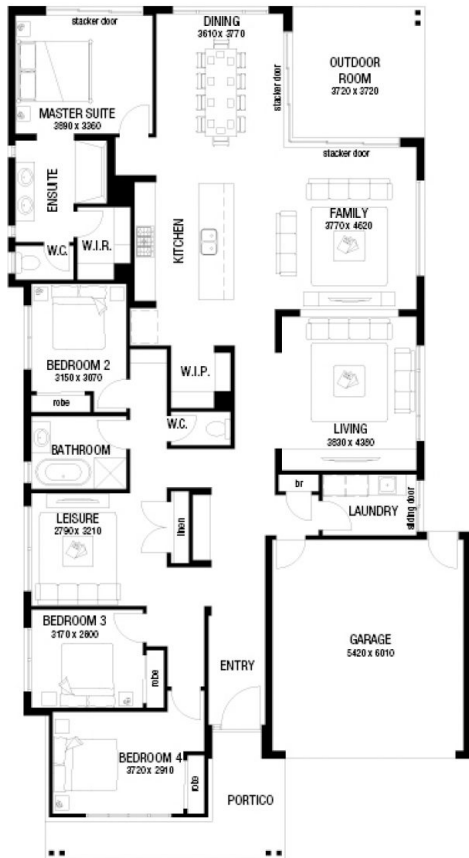 stacker door
DINING
3610 x 3770
stacker door
OUTDOOR
ROOM
3720 x 3720
MASTER SUITE
3890 x 3360
stacker door
ENSUITE
KITCHEN
FAMILY
3770 x 4620
W.C.
W.I.R.
BEDROOM 2
3150 x 3070
robe
W.I.P.
W.C.
LIVING
3830 x 4380
BATHROOM
br
LAUNDRY
sliding door
LEISURE
2790 x 3210
linen
BEDROOM 3
3170 x 2800
robe
ENTRY
GARAGE
5420 x 6010
BEDROOM 4
3720 x 2910
robe
PORTICO